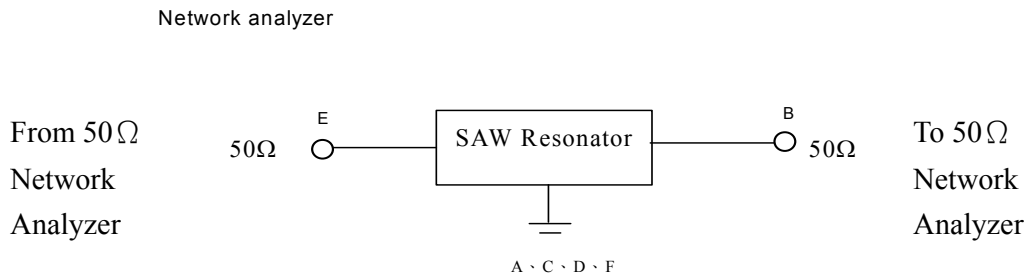 Network analyzer
From 50Ω
Network
Analyzer
50Ω
E
SAW Resonator
B
50Ω
To 50Ω
Network
Analyzer
A、C、D、F